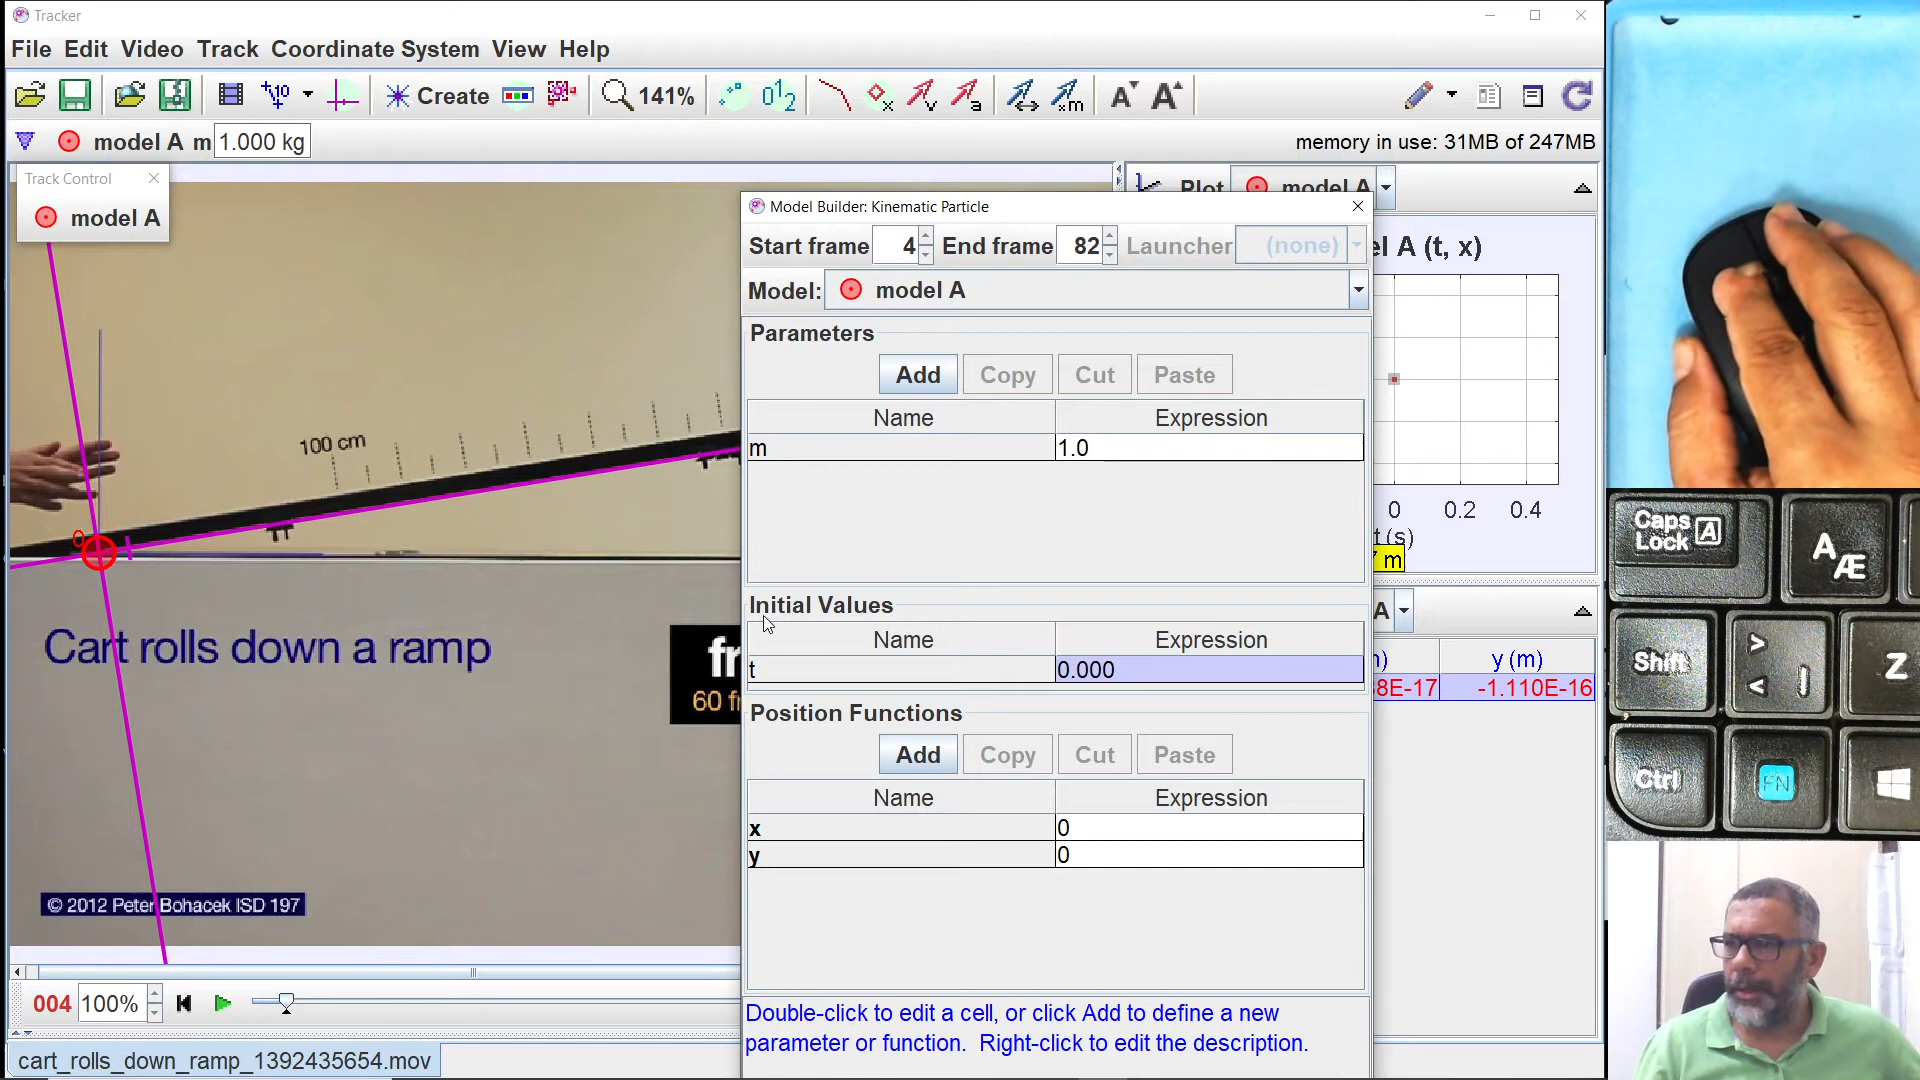 Tracker
File Edit Video Track Coordinate System View Help
Create 141%
model A m 1.000 kg
memory in use: 31MB of 247MB
Track Control
model A
Plot model A
Model Builder: Kinematic Particle
Start frame 4 End frame 82 Launcher (none)
Model: model A
el A (t, x)
Parameters
Add Copy Cut Paste
Name Expression
m 1.0
100 cm
0 0.2 0.4
t (s)
7 m
0
Initial Values
Name Expression
t 0.000
A
y (m)
8E-17 -1.110E-16
Position Functions
Add Copy Cut Paste
Name Expression
x 0
y 0
Cart rolls down a ramp
fr
60 fr
© 2012 Peter Bohacek ISD 197
004 100%
Double-click to edit a cell, or click Add to define a new
parameter or function. Right-click to edit the description.
cart_rolls_down_ramp_1392435654.mov
Caps Lock A
A Æ
Shift
> <
Z
Ctrl
FN